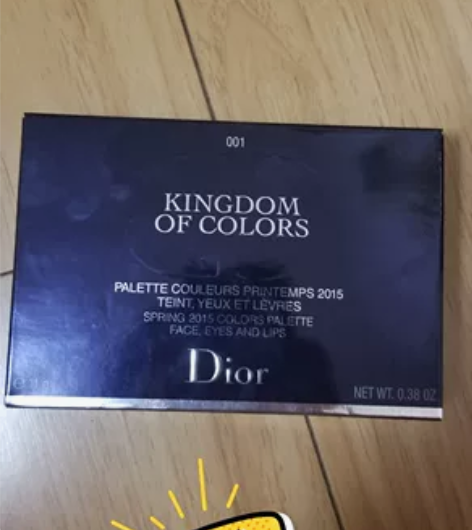 001
KINGDOM
OF COLORS
PALETTE COULEURS PRINTEMPS 2015
TEINT, YEUX ET LÈVRES
SPRING 2015 COLORS PALETTE
FACE, EYES AND LIPS
Dior
NET WT. 0.38 OZ